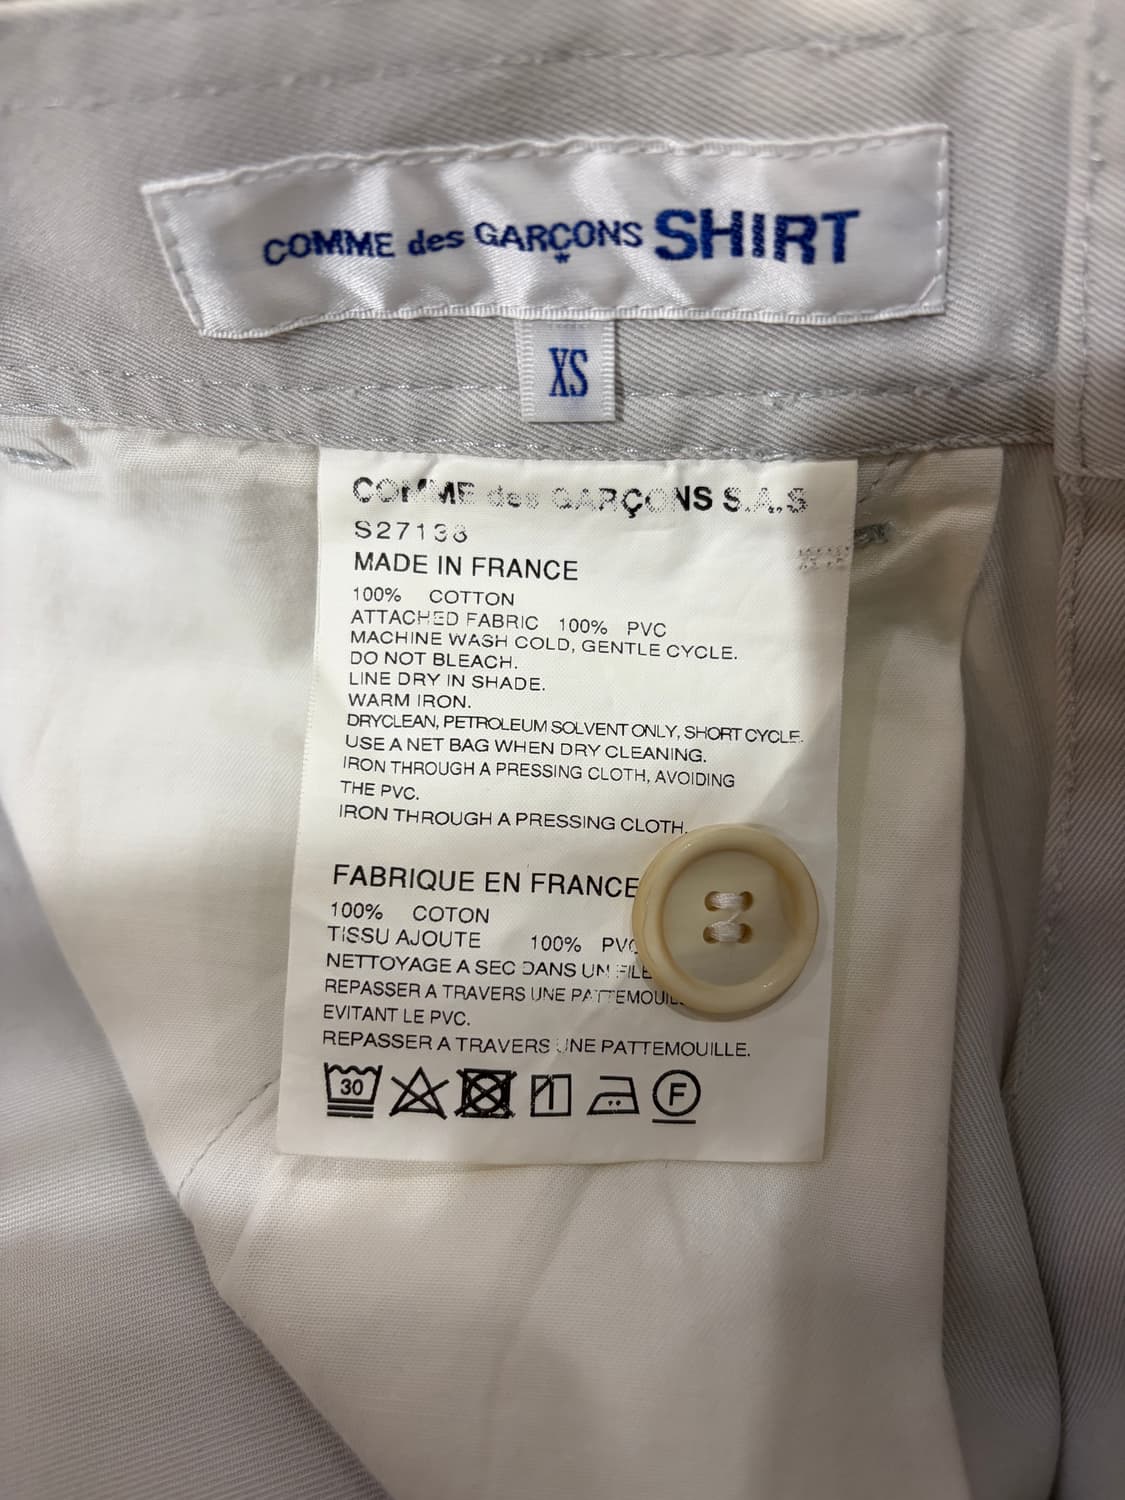 COMME des GARÇONS SHIRT
XS
COMME des GARÇONS S.A.S
S27138
MADE IN FRANCE
100% COTTON
ATTACHED FABRIC 100% PVC
MACHINE WASH COLD, GENTLE CYCLE.
DO NOT BLEACH.
LINE DRY IN SHADE.
WARM IRON.
DRYCLEAN, PETROLEUM SOLVENT ONLY, SHORT CYCLE.
USE A NET BAG WHEN DRY CLEANING.
IRON THROUGH A PRESSING CLOTH, AVOIDING
THE PVC.
IRON THROUGH A PRESSING CLOTH.
FABRIQUE EN FRANCE
100% COTON
TISSU AJOUTE 100% PVC
NETTOYAGE A SEC DANS UN FILE
REPASSER A TRAVERS UNE PATTEMOUIL
EVITANT LE PVC.
REPASSER A TRAVERS UNE PATTEMOUILLE.
30 F